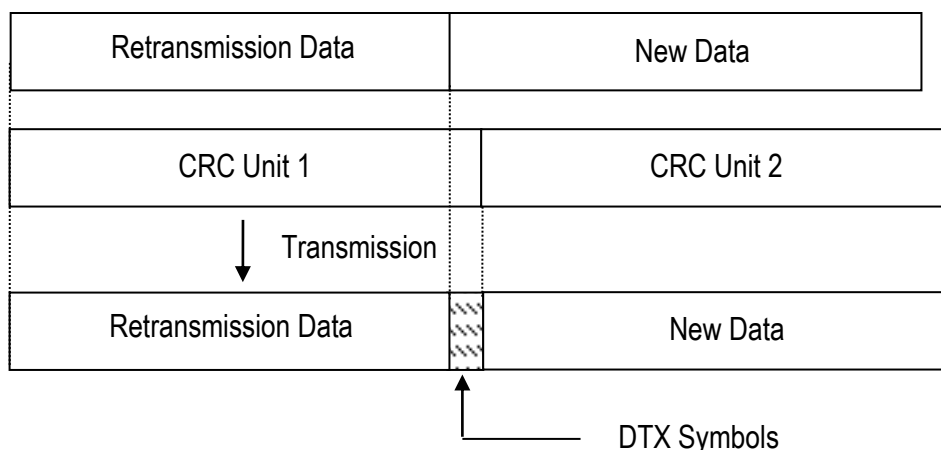 Retransmission Data
New Data
CRC Unit 1
CRC Unit 2
Transmission
Retransmission Data
New Data
DTX Symbols